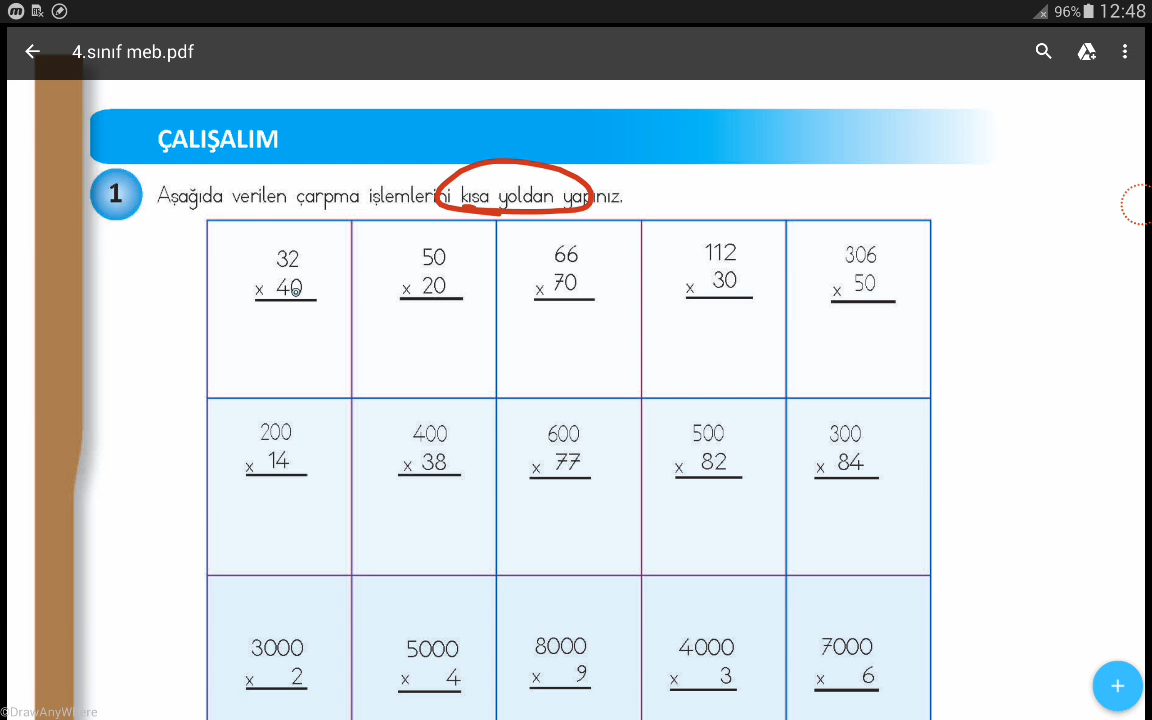 96% 12:48
4.sınıf meb.pdf
ÇALIŞALIM
1 Aşağıda verilen çarpma işlemlerini kısa yoldan yapınız.
32 50 66 112 306
x 40 x 20 x 70 x 30 x 50
200 400 600 500 300
x 14 x 38 x 77 x 82 x 84
3000 5000 8000 4000 7000
x 2 x 4 x 9 x 3 x 6
©DrawAnyWhere